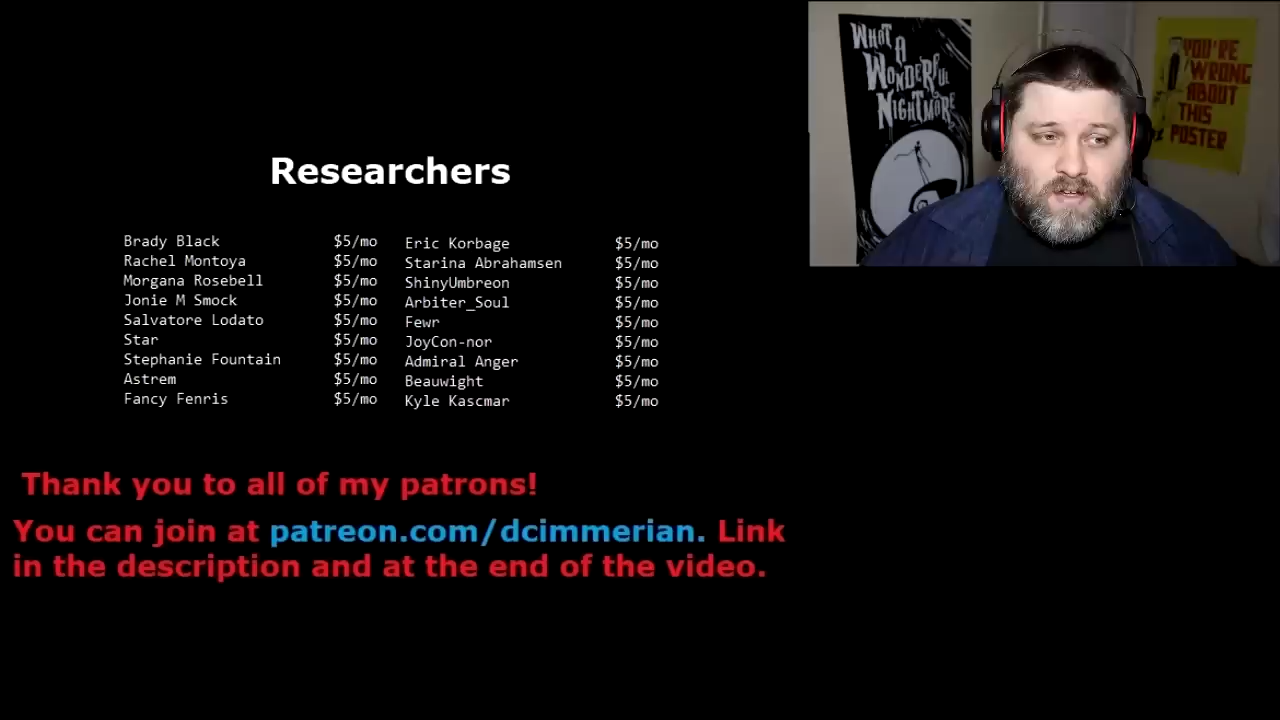 WHAT
A
WONDERFUL
NIGHTMARE
YOU'RE
WRONG
ABOUT
THIS
POSTER
Researchers
Brady Black $5/mo
Rachel Montoya $5/mo
Morgana Rosebell $5/mo
Jonie M Smock $5/mo
Salvatore Lodato $5/mo
Star $5/mo
Stephanie Fountain $5/mo
Astrem $5/mo
Fancy Fenris $5/mo
Eric Korbage $5/mo
Starina Abrahamsen $5/mo
ShinyUmbreon $5/mo
Arbiter_Soul $5/mo
Fewr $5/mo
JoyCon-nor $5/mo
Admiral Anger $5/mo
Beauwight $5/mo
Kyle Kascmar $5/mo
Thank you to all of my patrons!
You can join at patreon.com/dcimmerian. Link
in the description and at the end of the video.